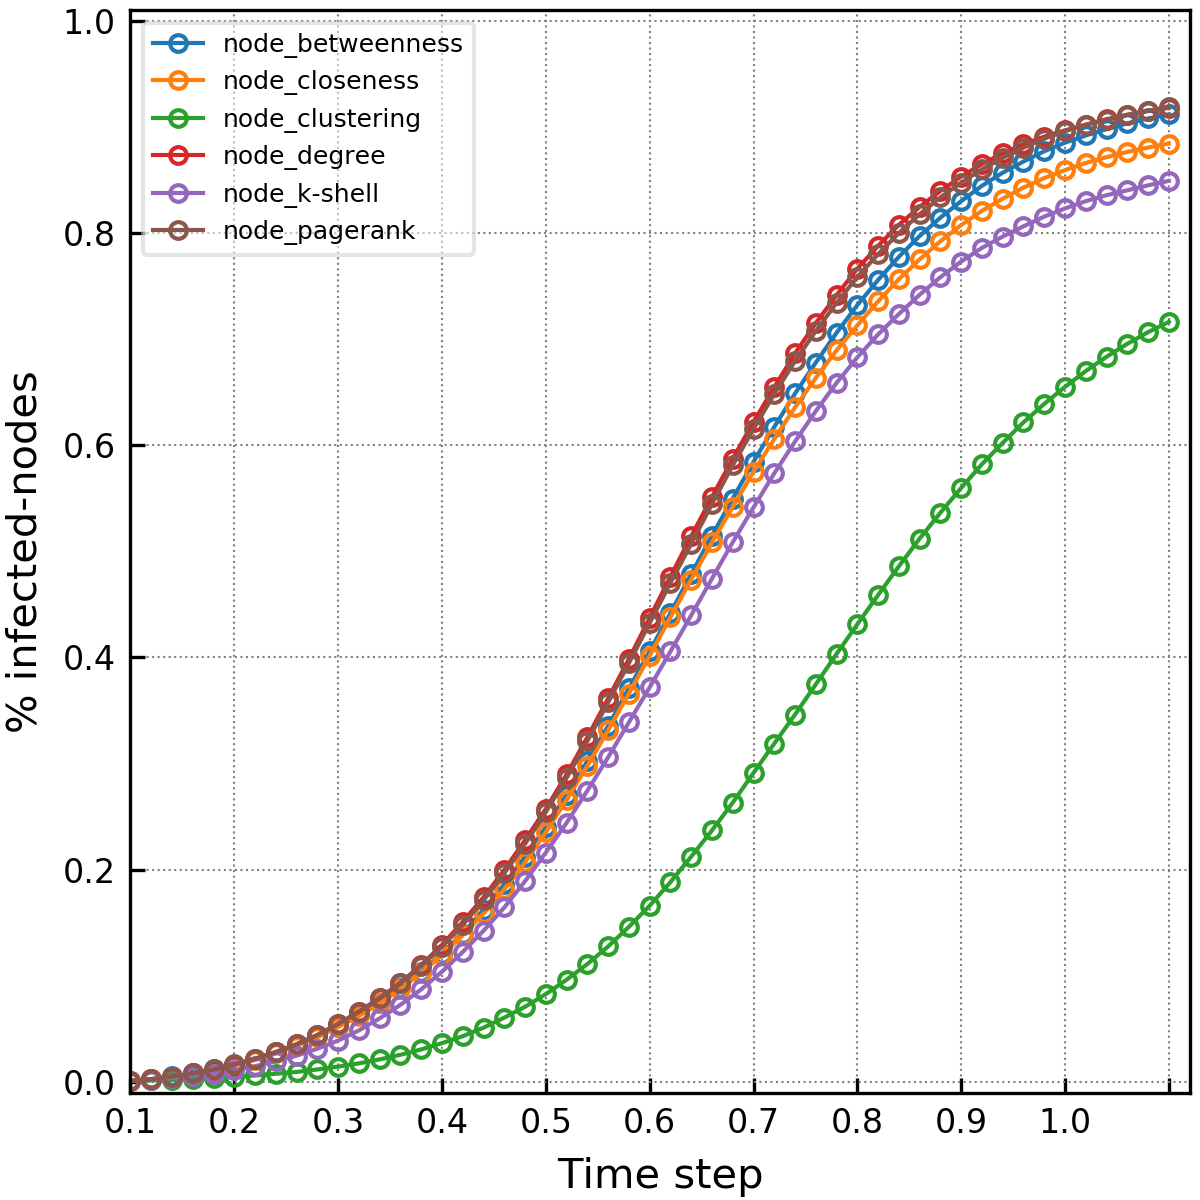 1.0
node_betweenness
node_closeness
node_clustering
node_degree
node_k-shell
node_pagerank
0.8
0.6
0.4
0.2
0.0
% infected-nodes
0.1 0.2 0.3 0.4 0.5 0.6 0.7 0.8 0.9 1.0
Time step